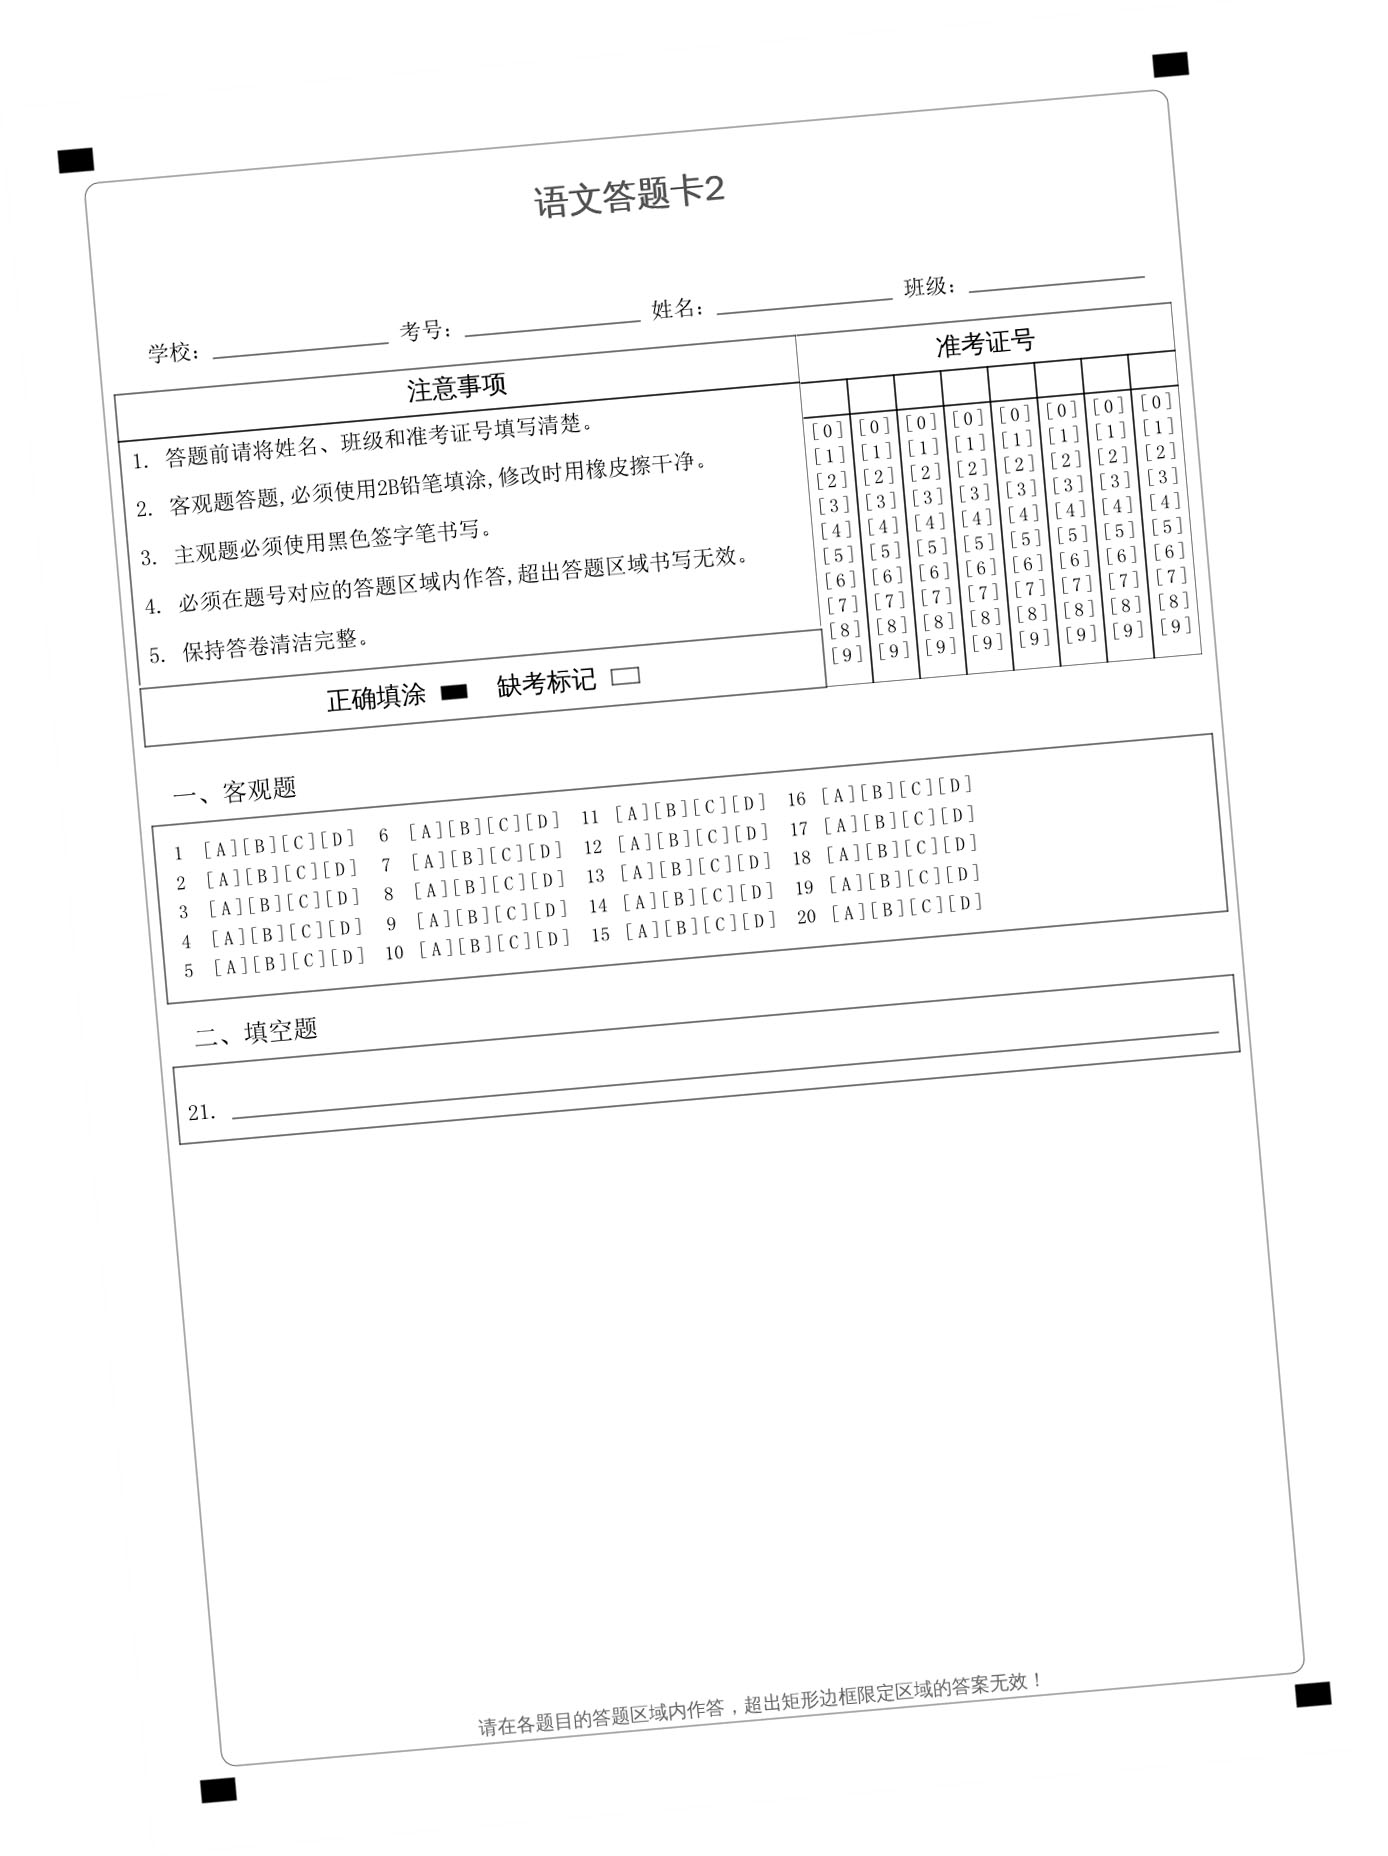 语文答题卡2
学校: 考号: 姓名: 班级:
注意事项
1. 答题前请将姓名、班级和准考证号填写清楚。
2. 客观题答题,必须使用2B铅笔填涂,修改时用橡皮擦干净。
3. 主观题必须使用黑色签字笔书写。
4. 必须在题号对应的答题区域内作答,超出答题区域书写无效。
5. 保持答卷清洁完整。
正确填涂 缺考标记
准考证号
[0] [0] [0] [0] [0] [0] [0] [0]
[1] [1] [1] [1] [1] [1] [1] [1]
[2] [2] [2] [2] [2] [2] [2] [2]
[3] [3] [3] [3] [3] [3] [3] [3]
[4] [4] [4] [4] [4] [4] [4] [4]
[5] [5] [5] [5] [5] [5] [5] [5]
[6] [6] [6] [6] [6] [6] [6] [6]
[7] [7] [7] [7] [7] [7] [7] [7]
[8] [8] [8] [8] [8] [8] [8] [8]
[9] [9] [9] [9] [9] [9] [9] [9]
一、客观题
1 [A][B][C][D] 6 [A][B][C][D] 11 [A][B][C][D] 16 [A][B][C][D]
2 [A][B][C][D] 7 [A][B][C][D] 12 [A][B][C][D] 17 [A][B][C][D]
3 [A][B][C][D] 8 [A][B][C][D] 13 [A][B][C][D] 18 [A][B][C][D]
4 [A][B][C][D] 9 [A][B][C][D] 14 [A][B][C][D] 19 [A][B][C][D]
5 [A][B][C][D] 10 [A][B][C][D] 15 [A][B][C][D] 20 [A][B][C][D]
二、填空题
21.
请在各题目的答题区域内作答，超出矩形边框限定区域的答案无效！